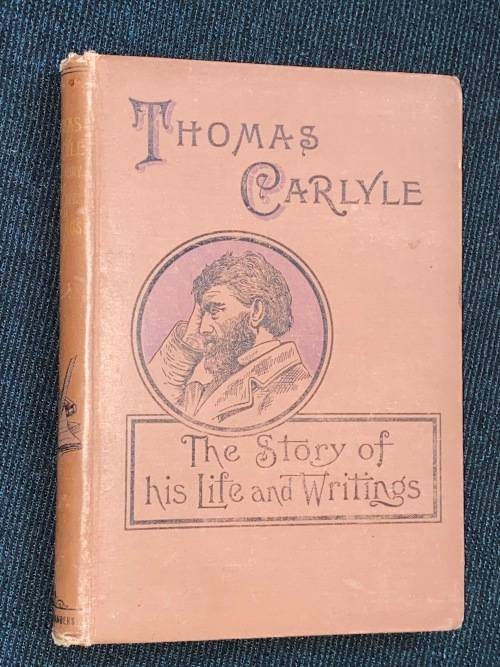 THOMAS
CARLYLE
The Story of
his Life and Writings